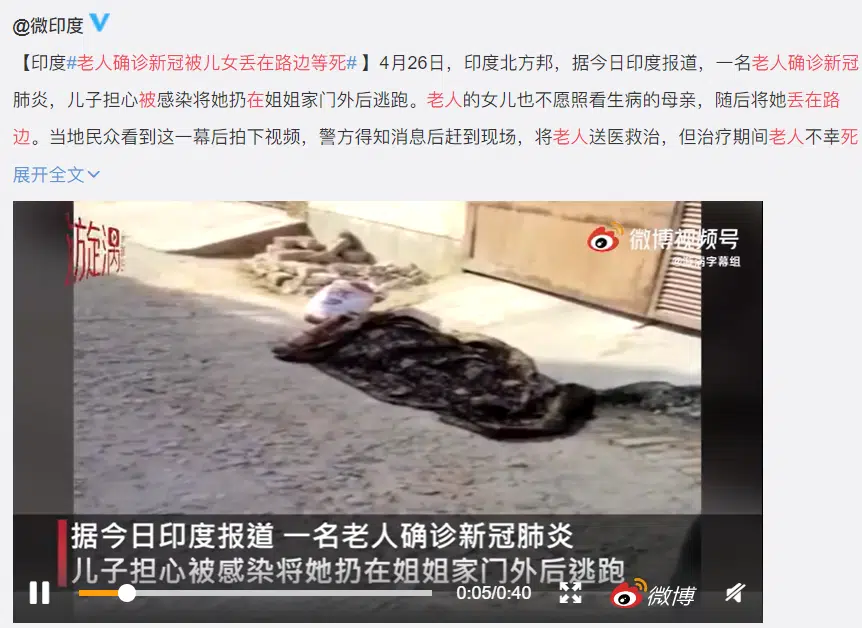 @微印度
【印度#老人确诊新冠被儿女丢在路边等死# 】4月26日，印度北方邦，据今日印度报道，一名老人确诊新冠
肺炎，儿子担心被感染将她扔在姐姐家门外后逃跑。老人的女儿也不愿照看生病的母亲，随后将她丢在路
边。当地民众看到这一幕后拍下视频，警方得知消息后赶到现场，将老人送医救治，但治疗期间老人不幸死
展开全文
旋涡
微博视频号
据今日印度报道 一名老人确诊新冠肺炎
儿子担心被感染将她扔在姐姐家门外后逃跑
0:05/0:40
微博